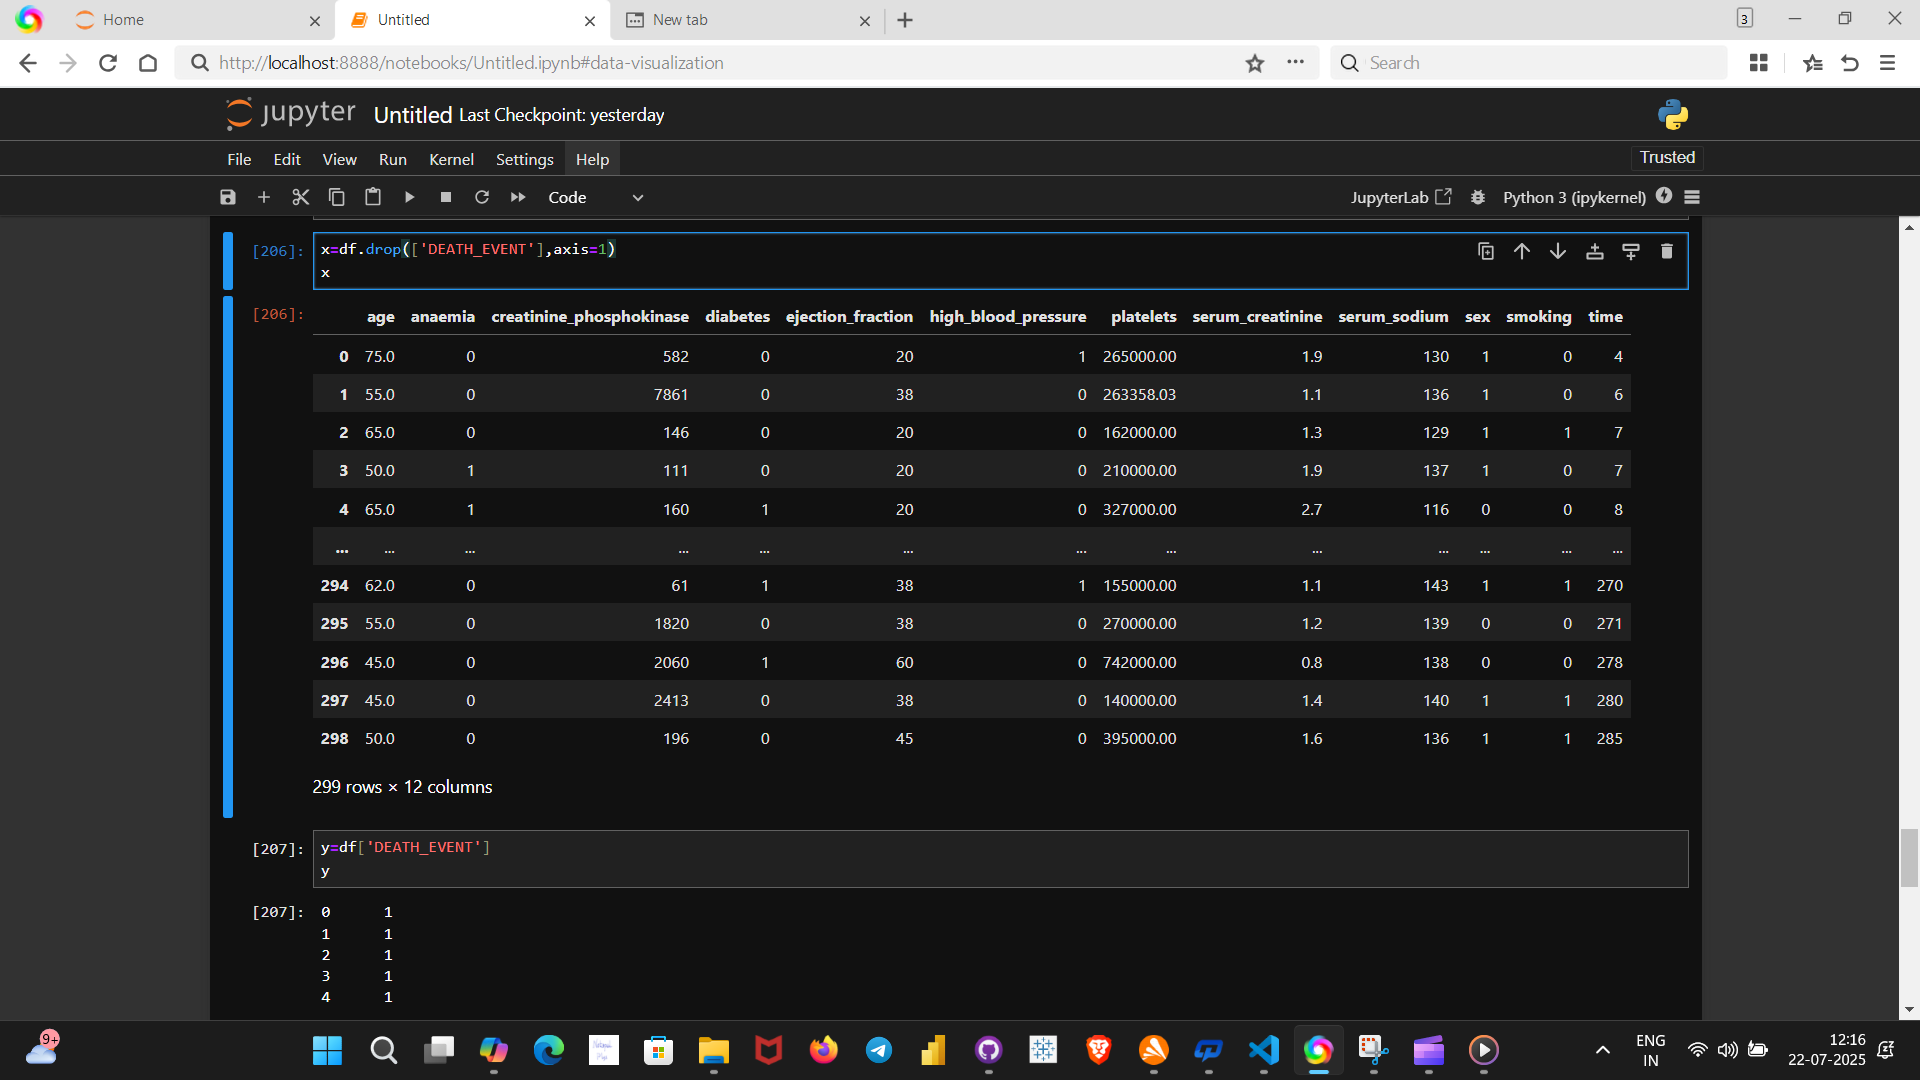 Home
Untitled
New tab
3
http://localhost:8888/notebooks/Untitled.ipynb#data-visualization
Search
jupyter Untitled Last Checkpoint: yesterday
File Edit View Run Kernel Settings Help
Trusted
Code
JupyterLab
Python 3 (ipykernel)
[206]: x=df.drop(['DEATH_EVENT'],axis=1)
x
[206]: age anaemia creatinine_phosphokinase diabetes ejection_fraction high_blood_pressure platelets serum_creatinine serum_sodium sex smoking time
0 75.0 0 582 0 20 1 265000.00 1.9 130 1 0 4
1 55.0 0 7861 0 38 0 263358.03 1.1 136 1 0 6
2 65.0 0 146 0 20 0 162000.00 1.3 129 1 1 7
3 50.0 1 111 0 20 0 210000.00 1.9 137 1 0 7
4 65.0 1 160 1 20 0 327000.00 2.7 116 0 0 8
... ... ... ... ... ... ... ... ... ... ... ... ...
294 62.0 0 61 1 38 1 155000.00 1.1 143 1 1 270
295 55.0 0 1820 0 38 0 270000.00 1.2 139 0 0 271
296 45.0 0 2060 1 60 0 742000.00 0.8 138 0 0 278
297 45.0 0 2413 0 38 0 140000.00 1.4 140 1 1 280
298 50.0 0 196 0 45 0 395000.00 1.6 136 1 1 285
299 rows × 12 columns
[207]: y=df['DEATH_EVENT']
y
[207]: 0 1
1 1
2 1
3 1
4 1
9+
ENG
IN
12:16
22-07-2025